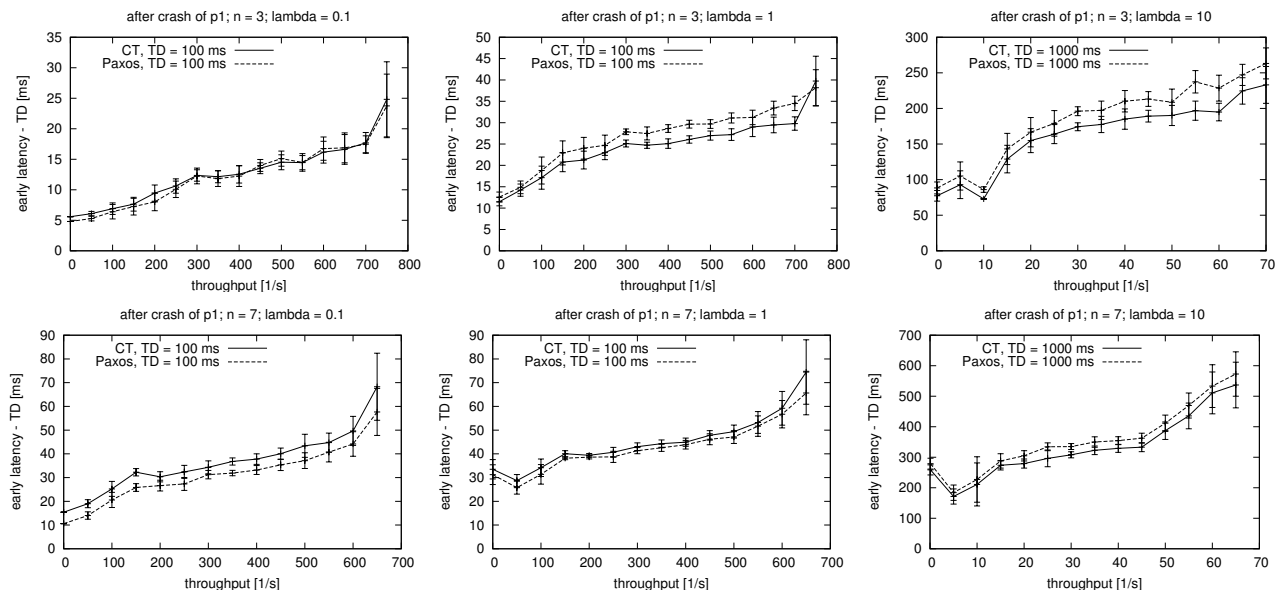 after crash of p1; n = 3; lambda = 0.1
35
30
25
20
15
10
5
0
early latency - TD [ms]
CT, TD = 100 ms
Paxos, TD = 100 ms
0 100 200 300 400 500 600 700 800
throughput [1/s]
after crash of p1; n = 3; lambda = 1
50
45
40
35
30
25
20
15
10
5
0
early latency - TD [ms]
CT, TD = 100 ms
Paxos, TD = 100 ms
0 100 200 300 400 500 600 700 800
throughput [1/s]
after crash of p1; n = 3; lambda = 10
300
250
200
150
100
50
0
early latency - TD [ms]
CT, TD = 1000 ms
Paxos, TD = 1000 ms
0 10 20 30 40 50 60 70
throughput [1/s]
after crash of p1; n = 7; lambda = 0.1
90
80
70
60
50
40
30
20
10
0
early latency - TD [ms]
CT, TD = 100 ms
Paxos, TD = 100 ms
0 100 200 300 400 500 600 700
throughput [1/s]
after crash of p1; n = 7; lambda = 1
90
80
70
60
50
40
30
20
10
0
early latency - TD [ms]
CT, TD = 100 ms
Paxos, TD = 100 ms
0 100 200 300 400 500 600 700
throughput [1/s]
after crash of p1; n = 7; lambda = 10
700
600
500
400
300
200
100
0
early latency - TD [ms]
CT, TD = 1000 ms
Paxos, TD = 1000 ms
0 10 20 30 40 50 60 70
throughput [1/s]